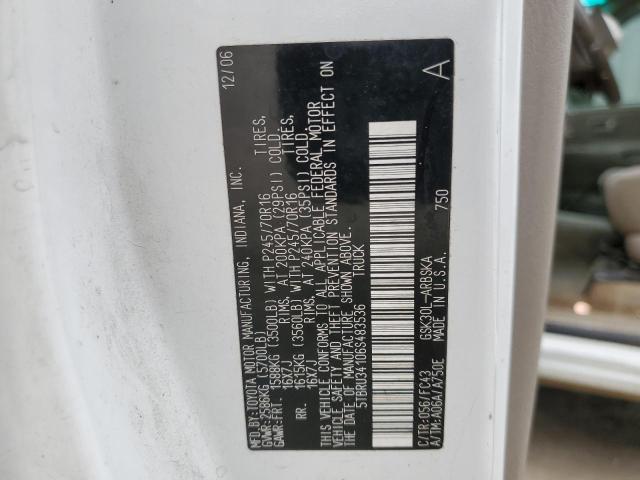 MFD.BY:TOYOTA MOTOR MANUFACTURING, INDIANA, INC. 12/06
GVWR:2586KG (5700LB)
GAWR:FRT. 1588KG (3500LB) WITH P245/70R16 TIRES,
16X7J RIMS, AT 200KPA (29PSI) COLD.
RR. 1615KG (3560LB) WITH P245/70R16 TIRES,
16X7J RIMS, AT 240KPA (35PSI) COLD.
THIS VEHICLE CONFORMS TO ALL APPLICABLE FEDERAL MOTOR
VEHICLE SAFETY AND THEFT PREVENTION STANDARDS IN EFFECT ON
THE DATE OF MANUFACTURE SHOWN ABOVE.
5TBRU34106S483536 TRUCK
A
C/TR:056/FC43 GSK30L-ARBSKA 750
A/TM:A06A/A750E MADE IN U.S.A.